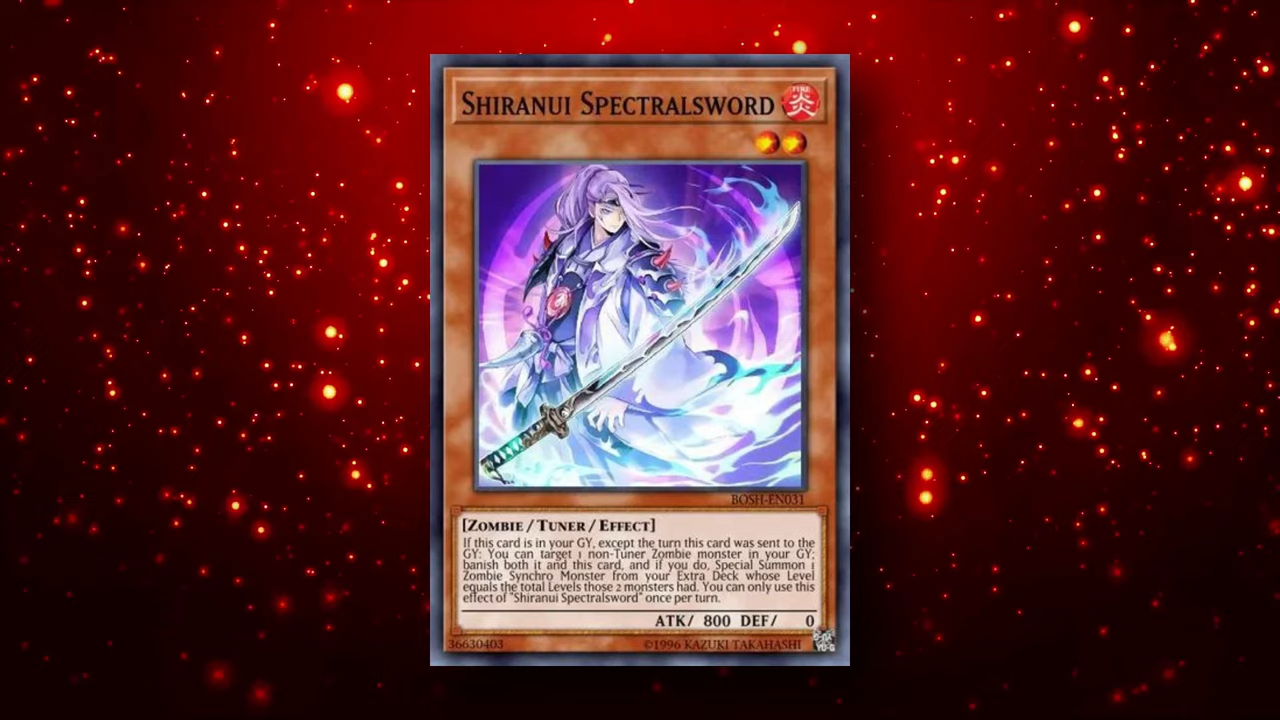 SHIRANUI SPECTRALSWORD
FIRE
炎
BOSH-EN031
[ZOMBIE / TUNER / EFFECT]
If this card is in your GY, except the turn this card was sent to the
GY: You can target 1 non-Tuner Zombie monster in your GY;
banish both it and this card, and if you do, Special Summon 1
Zombie Synchro Monster from your Extra Deck whose Level
equals the total Levels those 2 monsters had. You can only use this
effect of "Shiranui Spectralsword" once per turn.
ATK/ 800 DEF/ 0
36630403
©1996 KAZUKI TAKAHASHI